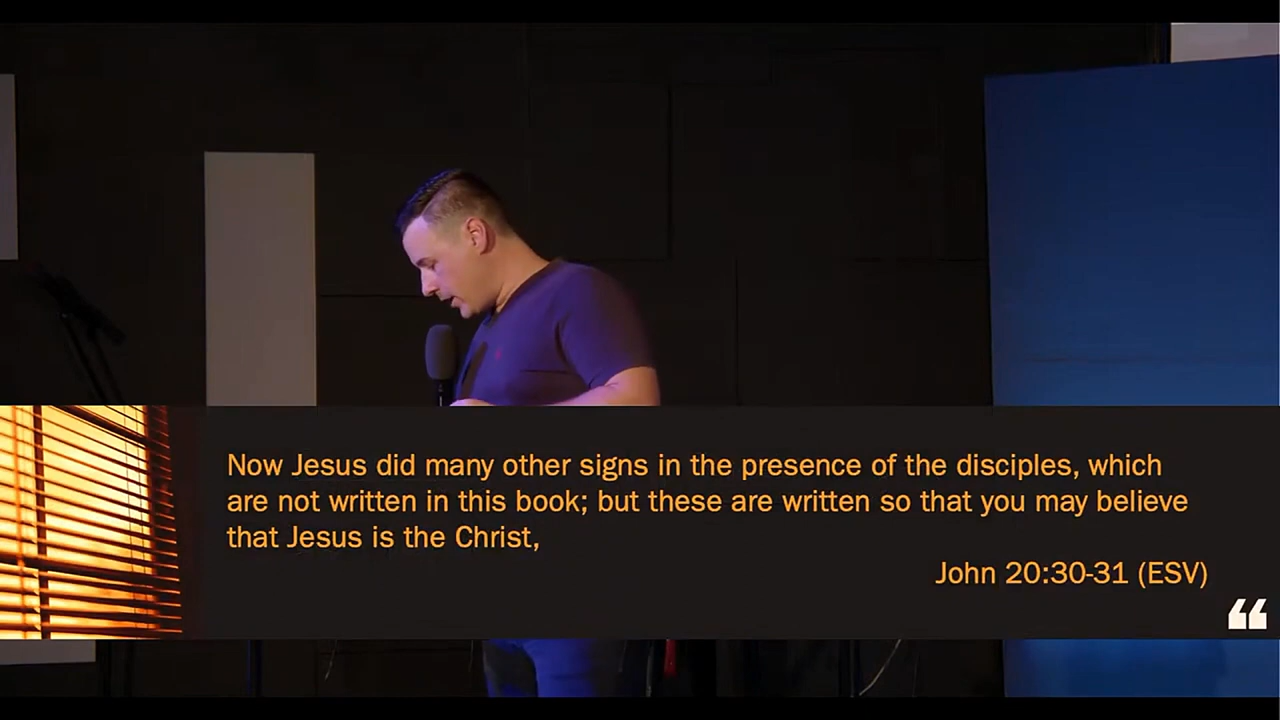 Now Jesus did many other signs in the presence of the disciples, which
are not written in this book; but these are written so that you may believe
that Jesus is the Christ,
John 20:30-31 (ESV)
“